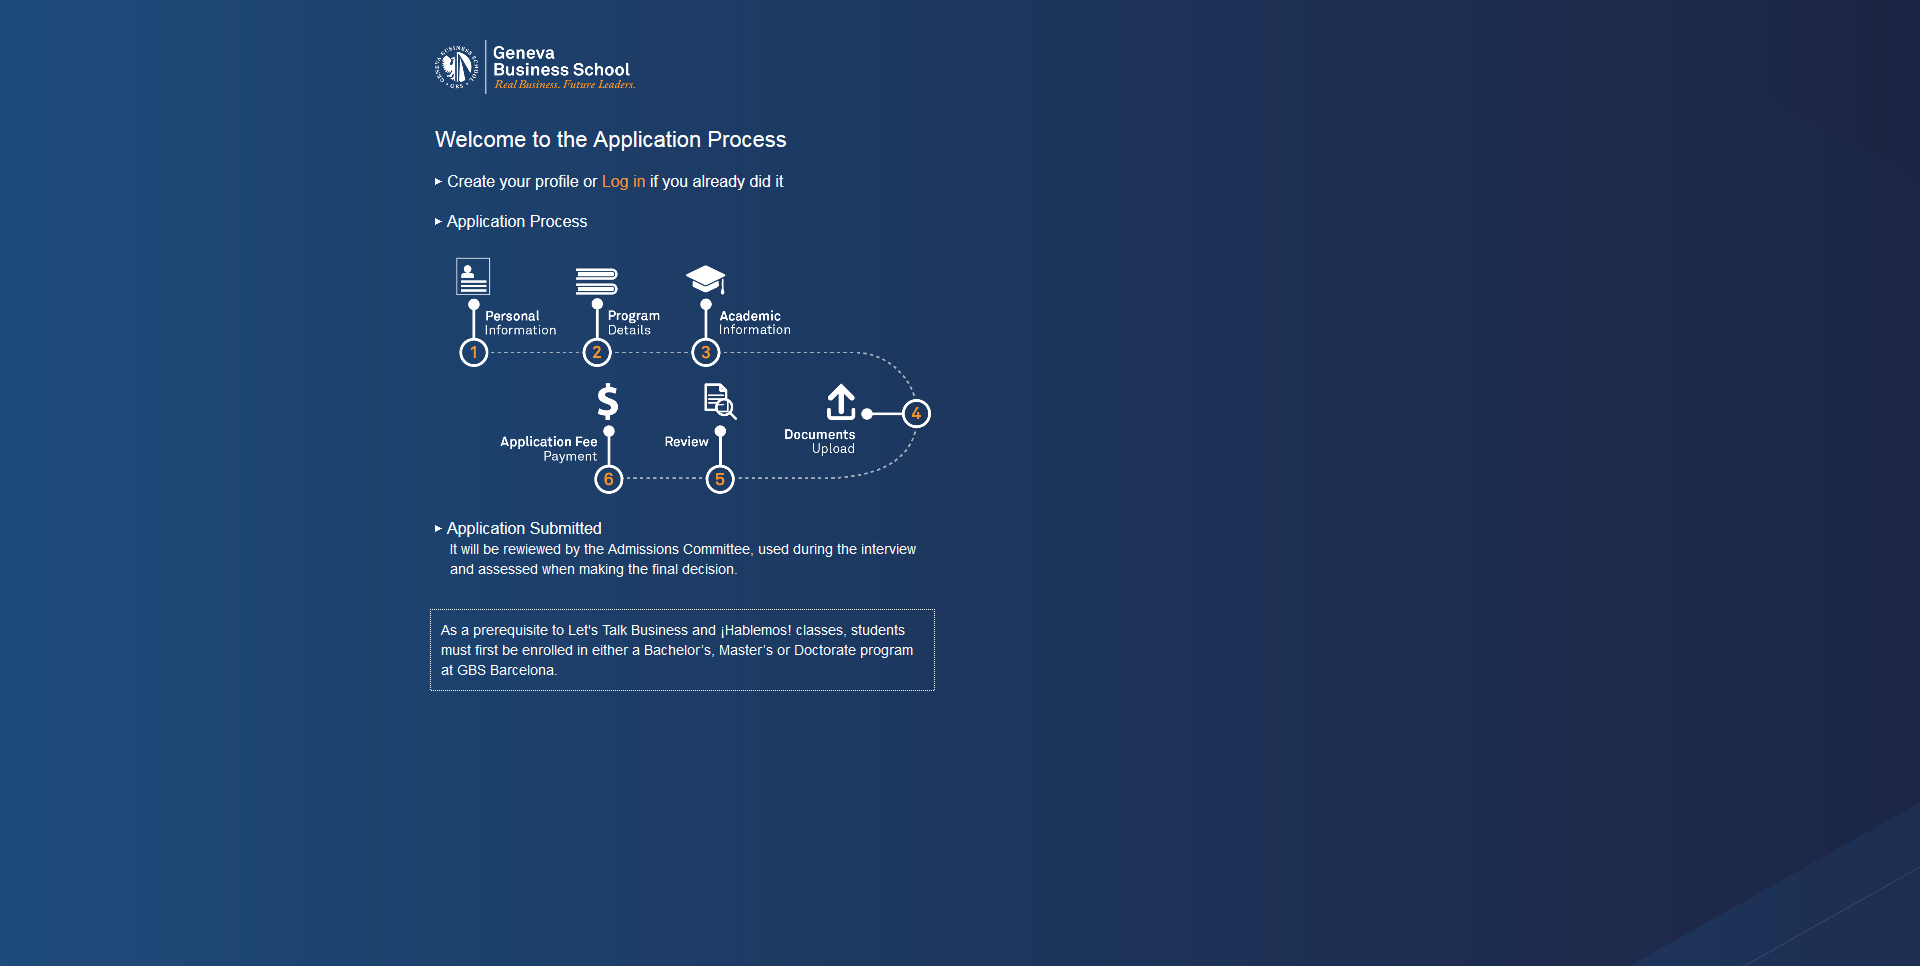 GENEVA BUSINESS SCHOOL
• GBS •
Geneva
Business School
Real Business. Future Leaders.
Welcome to the Application Process
Create your profile or Log in if you already did it
Application Process
Personal
Information
1
Program
Details
2
Academic
Information
3
4
Documents
Upload
Review
5
$
Application Fee
Payment
6
Application Submitted
It will be rewiewed by the Admissions Committee, used during the interview
and assessed when making the final decision.
As a prerequisite to Let's Talk Business and ¡Hablemos! classes, students
must first be enrolled in either a Bachelor’s, Master’s or Doctorate program
at GBS Barcelona.